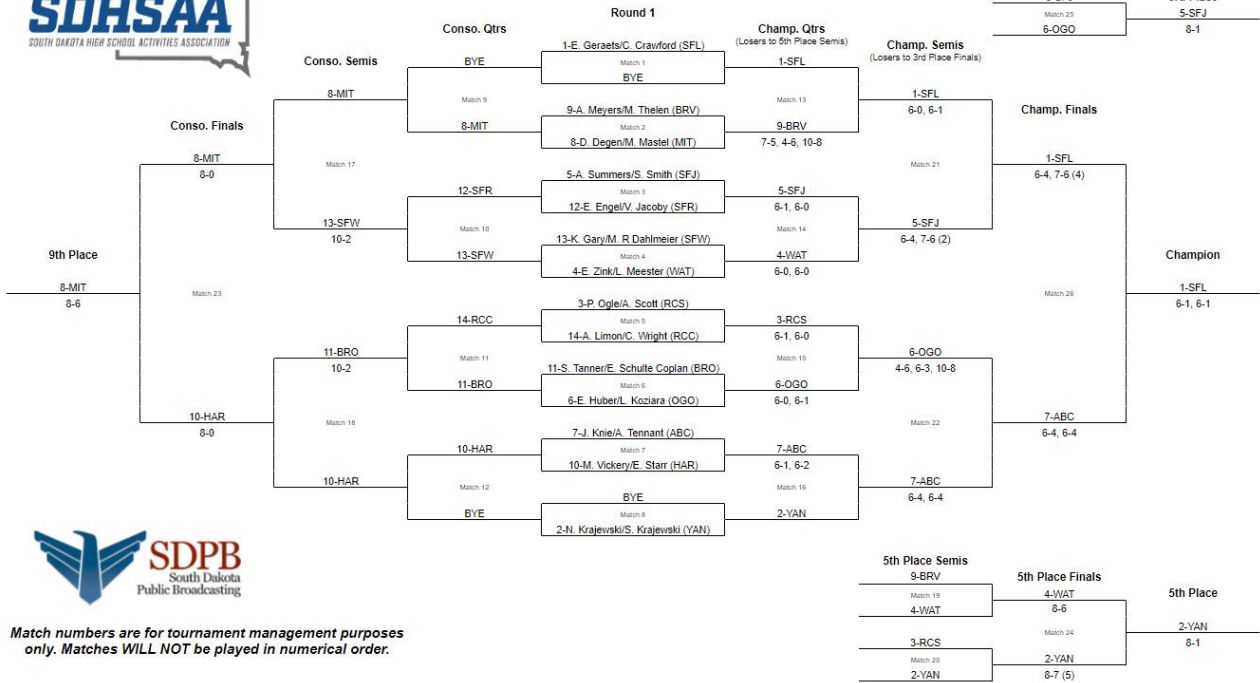 SDHSAA
SOUTH DAKOTA HIGH SCHOOL ACTIVITIES ASSOCIATION
Match 25
6-OGO
5-SFJ
8-1
Round 1
Conso. Qtrs
Champ. Qtrs
(Losers to 5th Place Semis)
Conso. Semis
Champ. Semis
(Losers to 3rd Place Finals)
Conso. Finals
Champ. Finals
9th Place
Champion
1-E. Geraets/C. Crawford (SFL)
Match 1
BYE
9-A. Meyers/M. Thelen (BRV)
Match 2
8-D. Degen/M. Mastel (MIT)
5-A. Summers/S. Smith (SFJ)
Match 3
12-E. Engel/V. Jacoby (SFR)
13-K. Gary/M. R Dahlmeier (SFW)
Match 4
4-E. Zink/L. Meester (WAT)
3-P. Ogle/A. Scott (RCS)
Match 5
14-A. Limon/C. Wright (RCC)
11-S. Tanner/E. Schulte Coplan (BRO)
Match 6
6-E. Huber/L. Koziara (OGO)
7-J. Knie/A. Tennant (ABC)
Match 7
10-M. Vickery/E. Starr (HAR)
BYE
Match 8
2-N. Krajewski/S. Krajewski (YAN)
BYE
Match 9
8-MIT
12-SFR
Match 10
13-SFW
14-RCC
Match 11
11-BRO
10-HAR
Match 12
BYE
8-MIT
Match 17
13-SFW
10-2
11-BRO
10-2
Match 18
10-HAR
8-MIT
8-0
Match 23
10-HAR
8-0
8-MIT
8-6
1-SFL
Match 13
9-BRV
7-5, 4-6, 10-8
5-SFJ
6-1, 6-0
Match 14
4-WAT
6-0, 6-0
3-RCS
6-1, 6-0
Match 15
6-OGO
6-0, 6-1
7-ABC
6-1, 6-2
Match 16
2-YAN
1-SFL
6-0, 6-1
Match 21
5-SFJ
6-4, 7-6 (2)
6-OGO
4-6, 6-3, 10-8
Match 22
7-ABC
6-4, 6-4
1-SFL
6-4, 7-6 (4)
Match 26
7-ABC
6-4, 6-4
1-SFL
6-1, 6-1
SDPB
South Dakota
Public Broadcasting
Match numbers are for tournament management purposes
only. Matches WILL NOT be played in numerical order.
5th Place Semis
9-BRV
Match 19
4-WAT
3-RCS
Match 20
2-YAN
5th Place Finals
4-WAT
8-6
Match 24
2-YAN
8-7 (5)
5th Place
2-YAN
8-1